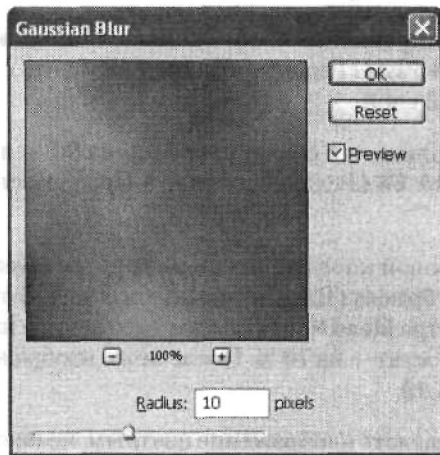 Gaussian Blur
OK
Reset
Preview
100%
Radius: 10 pixels